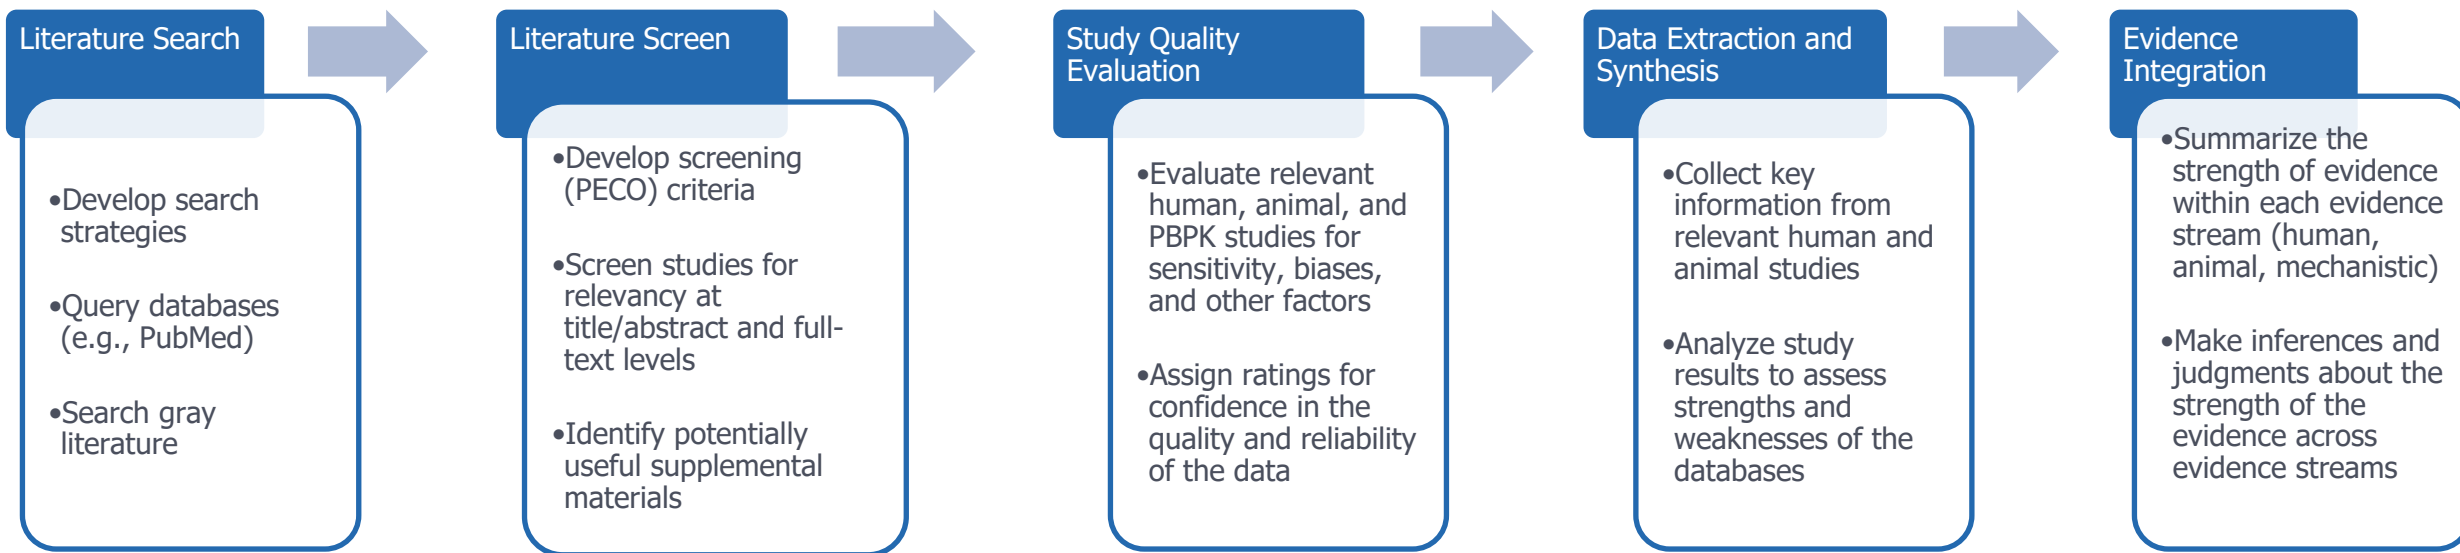 Literature Search
•Develop search
strategies
•Query databases
(e.g., PubMed)
•Search gray
literature
Literature Screen
•Develop screening
(PECO) criteria
•Screen studies for
relevancy at
title/abstract and full-
text levels
•Identify potentially
useful supplemental
materials
Study Quality
Evaluation
•Evaluate relevant
human, animal, and
PBPK studies for
sensitivity, biases,
and other factors
•Assign ratings for
confidence in the
quality and reliability
of the data
Data Extraction and
Synthesis
•Collect key
information from
relevant human and
animal studies
•Analyze study
results to assess
strengths and
weaknesses of the
databases
Evidence
Integration
•Summarize the
strength of evidence
within each evidence
stream (human,
animal, mechanistic)
•Make inferences and
judgments about the
strength of the
evidence across
evidence streams